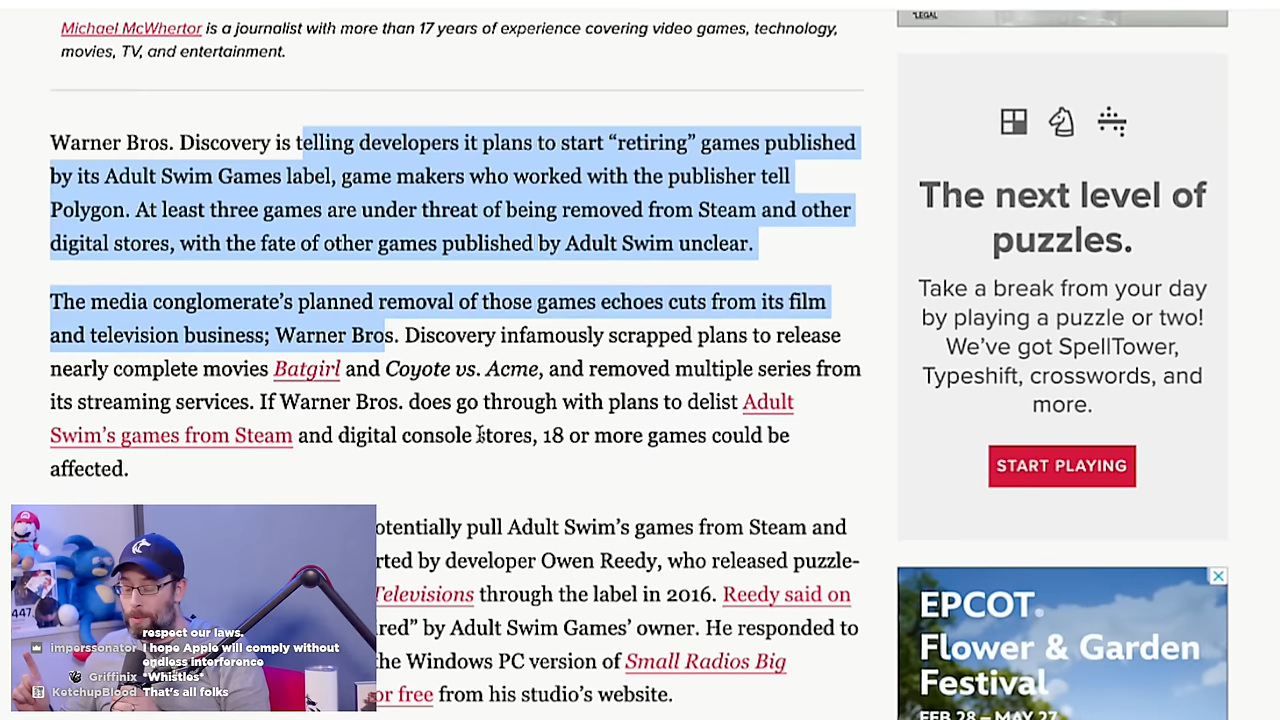 *LEGAL
Michael McWhertor is a journalist with more than 17 years of experience covering video games, technology,
movies, TV, and entertainment.
Warner Bros. Discovery is telling developers it plans to start “retiring” games published
by its Adult Swim Games label, game makers who worked with the publisher tell
Polygon. At least three games are under threat of being removed from Steam and other
digital stores, with the fate of other games published by Adult Swim unclear.
The media conglomerate’s planned removal of those games echoes cuts from its film
and television business; Warner Bros. Discovery infamously scrapped plans to release
nearly complete movies Batgirl and Coyote vs. Acme, and removed multiple series from
its streaming services. If Warner Bros. does go through with plans to delist Adult
Swim’s games from Steam and digital console stores, 18 or more games could be
affected.
otentially pull Adult Swim’s games from Steam and
rted by developer Owen Reedy, who released puzzle-
Televisions through the label in 2016. Reedy said on
red” by Adult Swim Games’ owner. He responded to
he Windows PC version of Small Radios Big
or free from his studio’s website.
447
respect our laws.
imperssonator I hope Apple will comply without
endless interference
Griffinix *Whistles*
KetchupBlood That's all folks
The next level of
puzzles.
Take a break from your day
by playing a puzzle or two!
We’ve got SpellTower,
Typeshift, crosswords, and
more.
START PLAYING
EPCOT®
Flower & Garden
Festival
FEB 28 – MAY 27